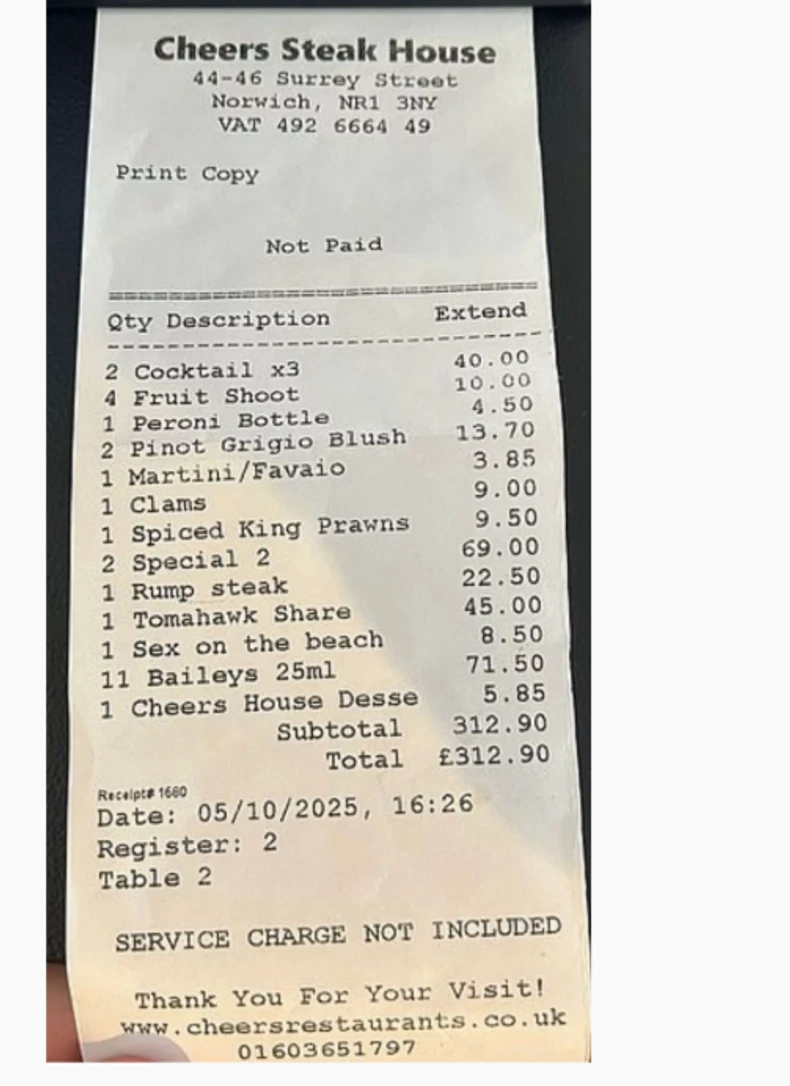 Cheers Steak House
44-46 Surrey Street
Norwich, NR1 3NY
VAT 492 6664 49
Print Copy
Not Paid
Qty Description Extend
2 Cocktail x3 40.00
4 Fruit Shoot 10.00
1 Peroni Bottle 4.50
2 Pinot Grigio Blush 13.70
1 Martini/Favaio 3.85
1 Clams 9.00
1 Spiced King Prawns 9.50
2 Special 2 69.00
1 Rump steak 22.50
1 Tomahawk Share 45.00
1 Sex on the beach 8.50
11 Baileys 25ml 71.50
1 Cheers House Desse 5.85
Subtotal 312.90
Total £312.90
Receipt# 1660
Date: 05/10/2025, 16:26
Register: 2
Table 2
SERVICE CHARGE NOT INCLUDED
Thank You For Your Visit!
www.cheersrestaurants.co.uk
01603651797